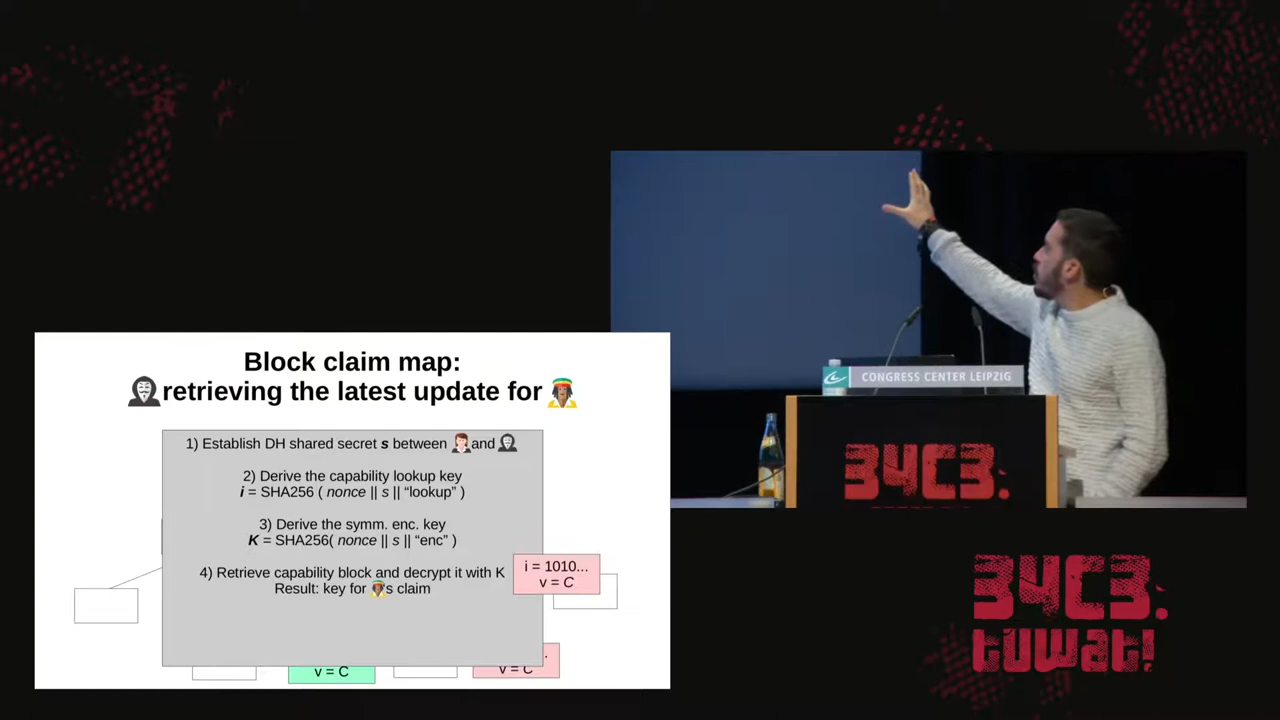 Block claim map:
retrieving the latest update for
1) Establish DH shared secret s between and
2) Derive the capability lookup key
i = SHA256 ( nonce || s || “lookup” )
3) Derive the symm. enc. key
K = SHA256( nonce || s || “enc” )
4) Retrieve capability block and decrypt it with K
Result: key for s claim
i = 1010...
v = C
v = C
.
v = C
CONGRESS CENTER LEIPZIG
34C3.
34C3.
tuwat!